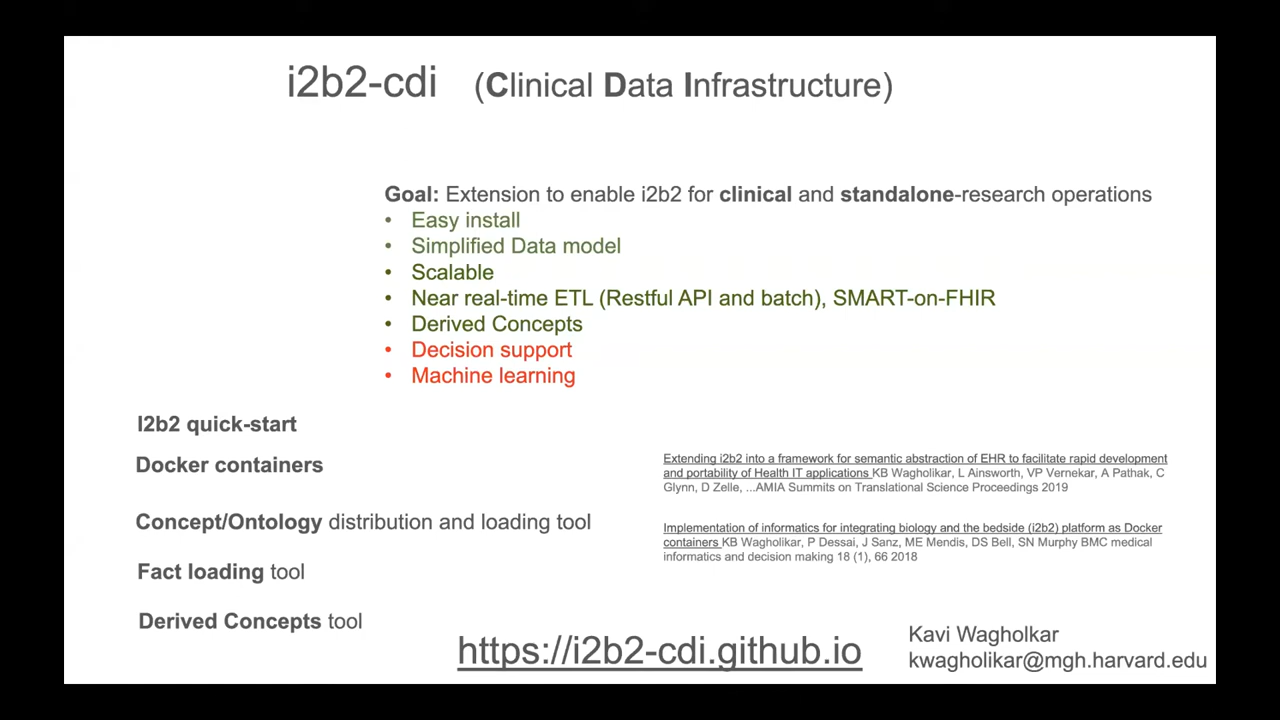 i2b2-cdi (Clinical Data Infrastructure)
Goal: Extension to enable i2b2 for clinical and standalone-research operations
• Easy install
• Simplified Data model
• Scalable
• Near real-time ETL (Restful API and batch), SMART-on-FHIR
• Derived Concepts
• Decision support
• Machine learning
I2b2 quick-start
Docker containers
Concept/Ontology distribution and loading tool
Fact loading tool
Derived Concepts tool
Extending i2b2 into a framework for semantic abstraction of EHR to facilitate rapid development
and portability of Health IT applications KB Wagholikar, L Ainsworth, VP Vernekar, A Pathak, C
Glynn, D Zelle, ...AMIA Summits on Translational Science Proceedings 2019
Implementation of informatics for integrating biology and the bedside (i2b2) platform as Docker
containers KB Wagholikar, P Dessai, J Sanz, ME Mendis, DS Bell, SN Murphy BMC medical
informatics and decision making 18 (1), 66 2018
https://i2b2-cdi.github.io
Kavi Wagholkar
kwagholikar@mgh.harvard.edu